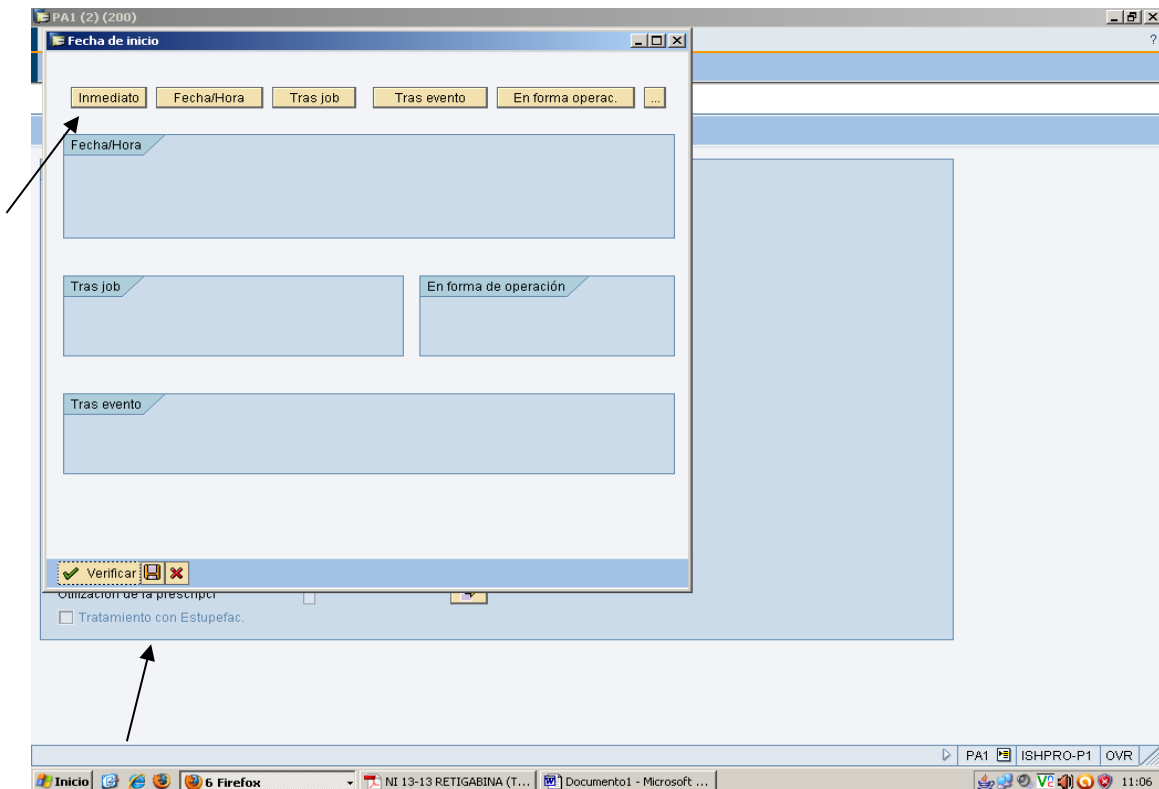 PA1 (2) (200)
Fecha de inicio
?
Inmediato Fecha/Hora Tras job Tras evento En forma operac. ...
Fecha/Hora
Tras job En forma de operación
Tras evento
Verificar
Utilización de la prescripci
Tratamiento con Estupefac.
PA1 ISHPRO-P1 OVR
Inicio 6 Firefox NI 13-13 RETIGABINA (T... Documento1 - Microsoft ... 11:06